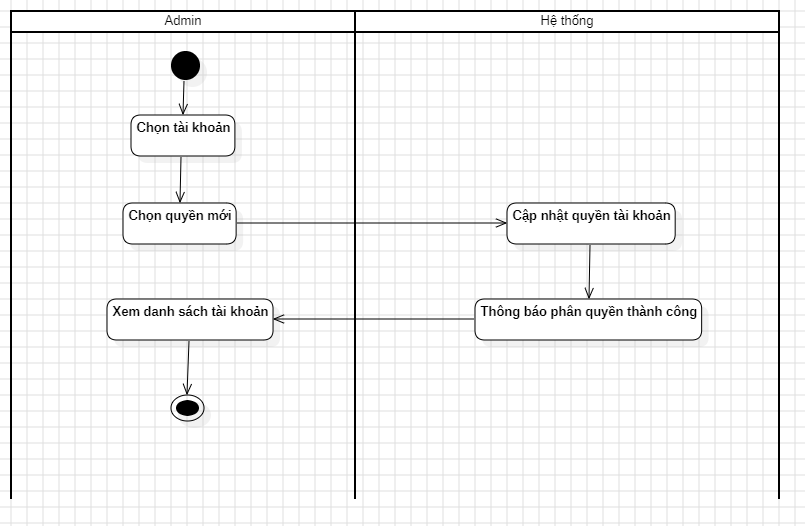 Admin
Hệ thống
Chọn tài khoản
Chọn quyền mới
Cập nhật quyền tài khoản
Xem danh sách tài khoản
Thông báo phân quyền thành công